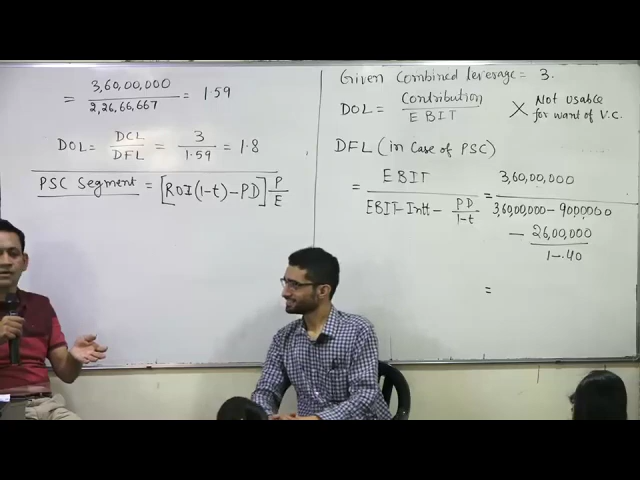 = 3,60,00,000 / 2,26,66,667 = 1.59
DOL = DCL / DFL = 3 / 1.59 = 1.8
PSC Segment = [ROI(1-t)-PD] P / E
Given Combined leverage = 3.
DOL = Contribution / EBIT X Not usable for want of V.C.
DFL (in Case of PSC)
= EBIT / EBIT-Intt - PD / 1-t = 3,60,00,000 / 3,60,00,000 - 9000000
- 26,00,000 / 1-.40
=